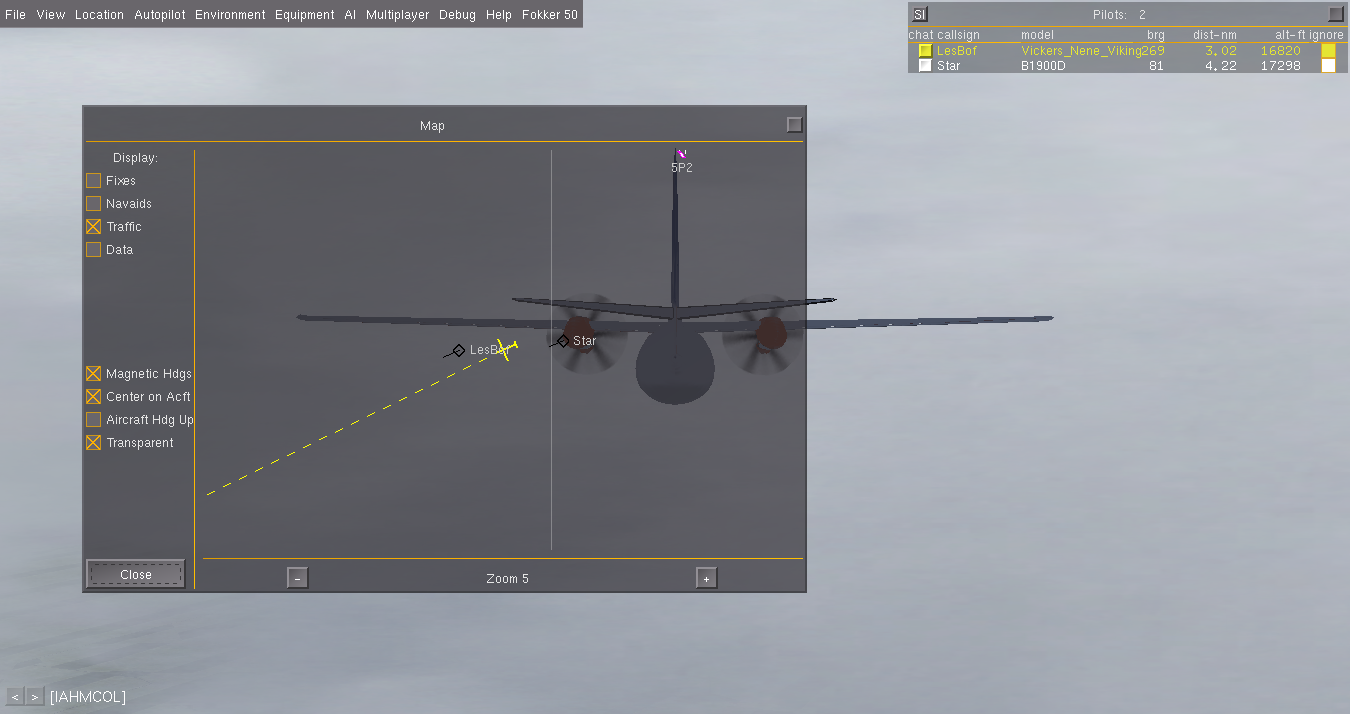 File View Location Autopilot Environment Equipment AI Multiplayer Debug Help Fokker 50
SI Pilots: 2
chat callsign model brg dist-nm alt-ft ignore
LesBof Vickers_Nene_Viking 269 3.02 16820
Star B1900D 81 4.22 17298
Map
Display:
Fixes
Navaids
Traffic
Data
5P2
LesBof
Star
Magnetic Hdgs
Center on Acft
Aircraft Hdg Up
Transparent
Close
- Zoom 5 +
< > [IAHMCOL]